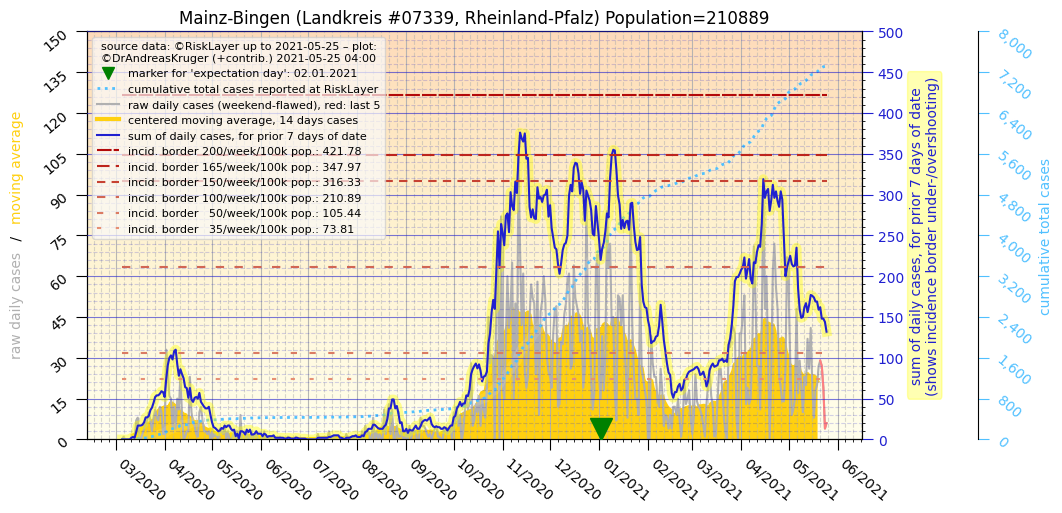 Mainz-Bingen (Landkreis #07339, Rheinland-Pfalz) Population=210889
source data: ©RiskLayer up to 2021-05-25 – plot:
©DrAndreasKruger (+contrib.) 2021-05-25 04:00
marker for 'expectation day': 02.01.2021
cumulative total cases reported at RiskLayer
raw daily cases (weekend-flawed), red: last 5
centered moving average, 14 days cases
sum of daily cases, for prior 7 days of date
incid. border 200/week/100k pop.: 421.78
incid. border 165/week/100k pop.: 347.97
incid. border 150/week/100k pop.: 316.33
incid. border 100/week/100k pop.: 210.89
incid. border 50/week/100k pop.: 105.44
incid. border 35/week/100k pop.: 73.81
raw daily cases / moving average
150
135
120
105
90
75
60
45
30
15
0
03/2020
04/2020
05/2020
06/2020
07/2020
08/2020
09/2020
10/2020
11/2020
12/2020
01/2021
02/2021
03/2021
04/2021
05/2021
06/2021
500
450
400
350
300
250
200
150
100
50
0
sum of daily cases, for prior 7 days of date
(shows incidence border under-/overshooting)
8,000
7,200
6,400
5,600
4,800
4,000
3,200
2,400
1,600
800
0
cumulative total cases